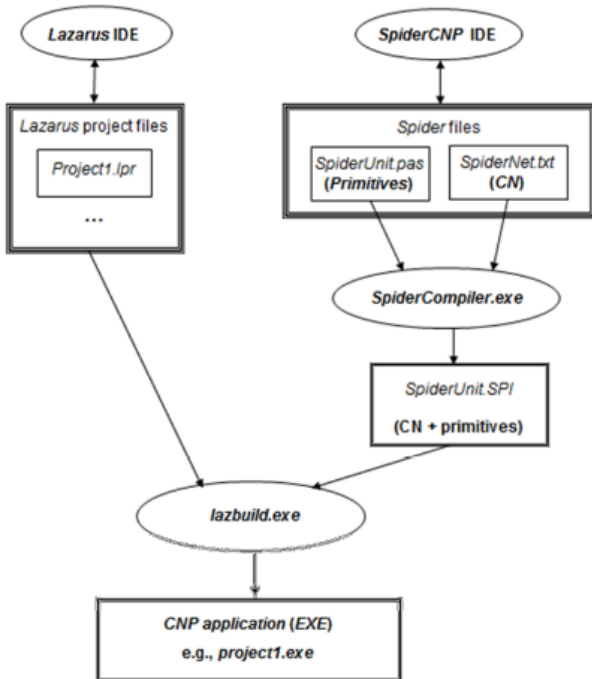 Lazarus IDE
SpiderCNP IDE
Lazarus project files
Project1.lpr
...
Spider files
SpiderUnit.pas
(Primitives)
SpiderNet.txt
(CN)
SpiderCompiler.exe
SpiderUnit.SPI
(CN + primitives)
lazbuild.exe
CNP application (EXE)
e.g., project1.exe